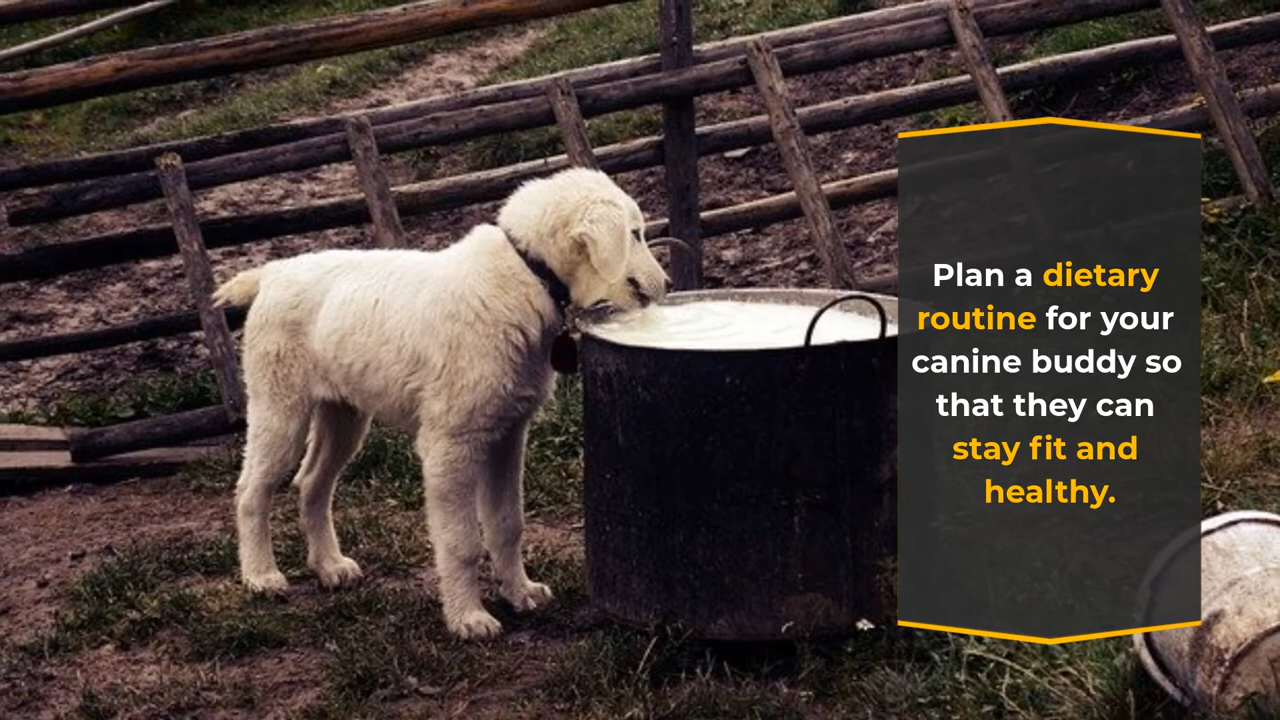 Plan a dietary
routine for your
canine buddy so
that they can
stay fit and
healthy.